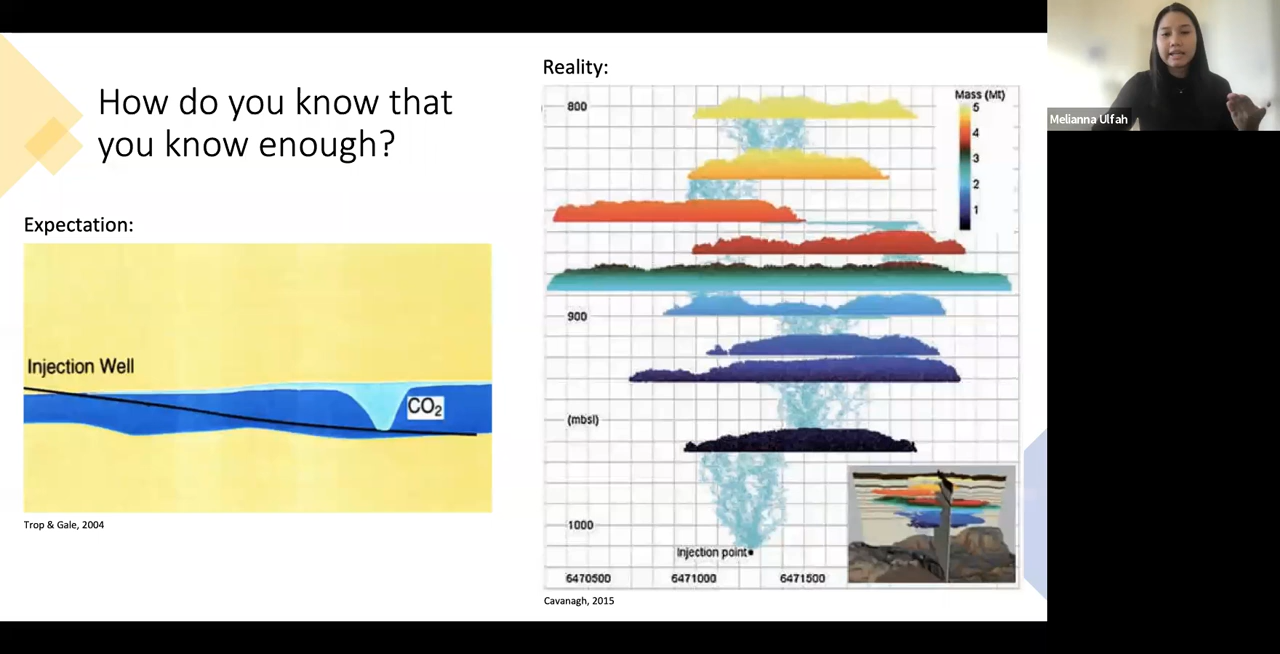 How do you know that
you know enough?
Expectation:
Injection Well
CO₂
Trop & Gale, 2004
Reality:
Mass (Mt)
5
4
3
2
1
800
900
(mbsl)
1000
Injection point
6470500 6471000 6471500
Cavanagh, 2015
Melianna Ulfah